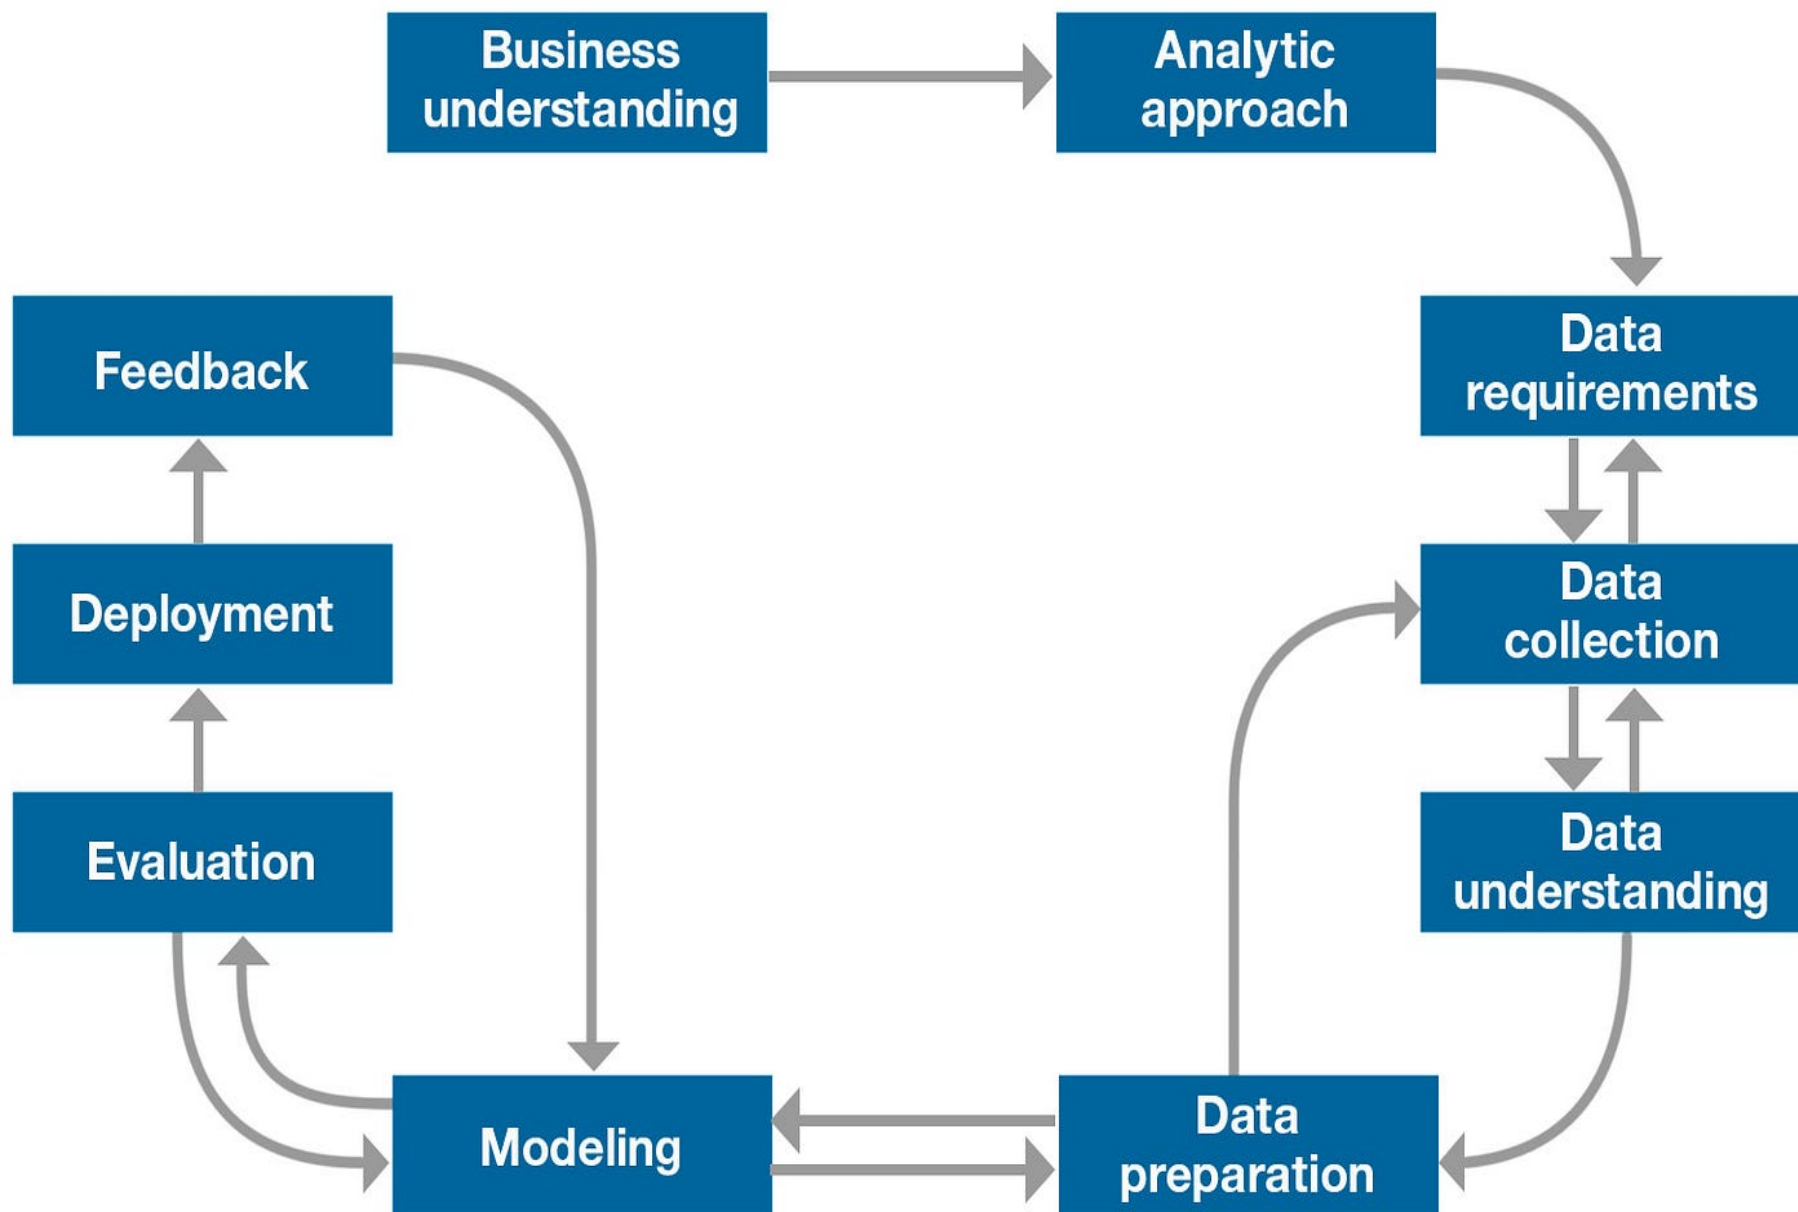 Business
understanding
Analytic
approach
Data
requirements
Data
collection
Data
understanding
Data
preparation
Modeling
Evaluation
Deployment
Feedback